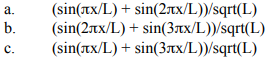 a. (sin(πx/L) + sin(2πx/L))/sqrt(L)
b. (sin(2πx/L) + sin(3πx/L))/sqrt(L)
c. (sin(πx/L) + sin(3πx/L))/sqrt(L)